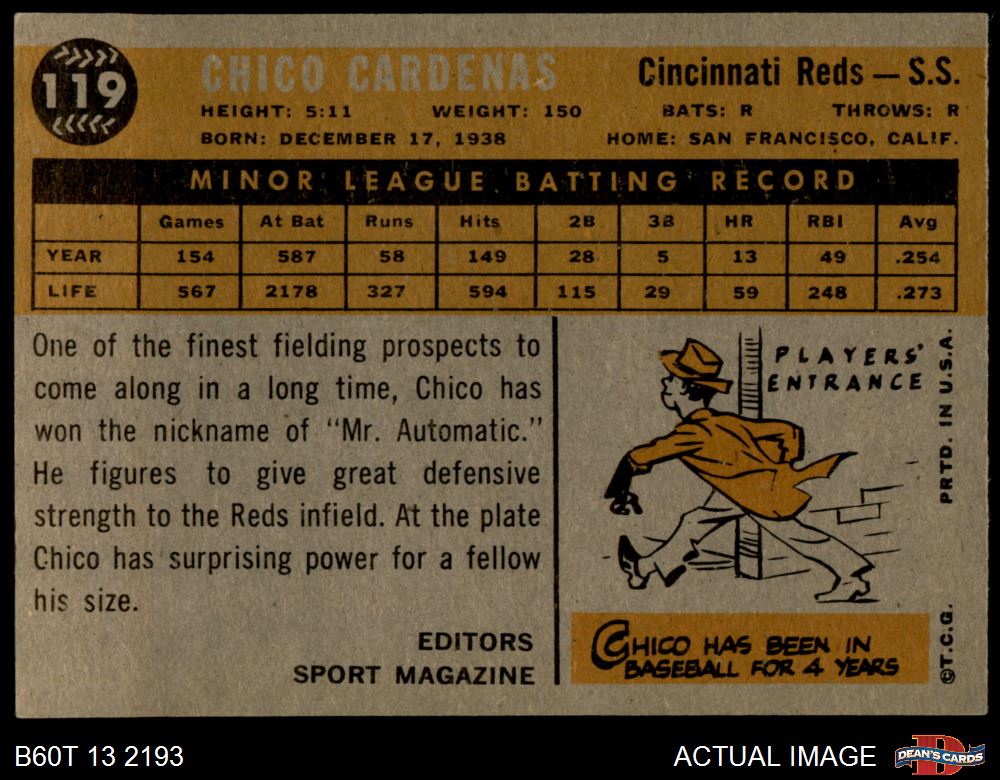 119
CHICO CARDENAS
Cincinnati Reds — S.S.
HEIGHT: 5:11 WEIGHT: 150 BATS: R THROWS: R
BORN: DECEMBER 17, 1938 HOME: SAN FRANCISCO, CALIF.
MINOR LEAGUE BATTING RECORD
Games At Bat Runs Hits 2B 3B HR RBI Avg
YEAR 154 587 58 149 28 5 13 49 .254
LIFE 567 2178 327 594 115 29 59 248 .273
One of the finest fielding prospects to
come along in a long time, Chico has
won the nickname of “Mr. Automatic.”
He figures to give great defensive
strength to the Reds infield. At the plate
Chico has surprising power for a fellow
his size.
EDITORS
SPORT MAGAZINE
PLAYERS'
ENTRANCE
CHICO HAS BEEN IN
BASEBALL FOR 4 YEARS
PRTD. IN U.S.A.
©T.C.G.
B60T 13 2193
ACTUAL IMAGE
DEAN'S CARDS